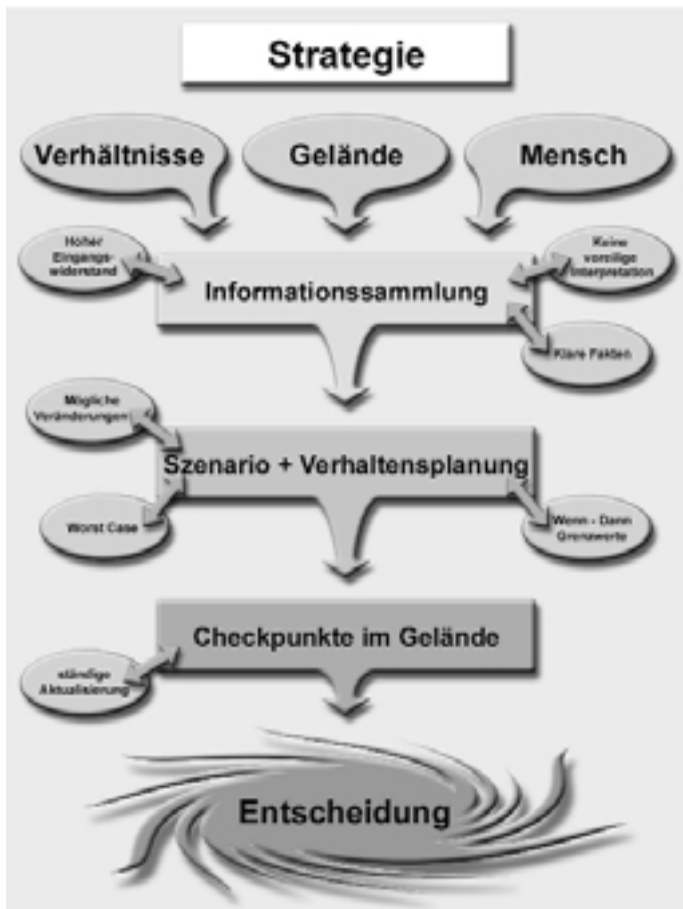 Strategie
Verhältnisse
Gelände
Mensch
Hoher
Eingangs-
widerstand
Keine
voreilige
Interpretation
Informationssammlung
Klare Fakten
Mögliche
Veränderungen
Szenario + Verhaltensplanung
Worst Case
Wenn - Dann
Grenzwerte
Checkpunkte im Gelände
ständige
Aktualisierung
Entscheidung